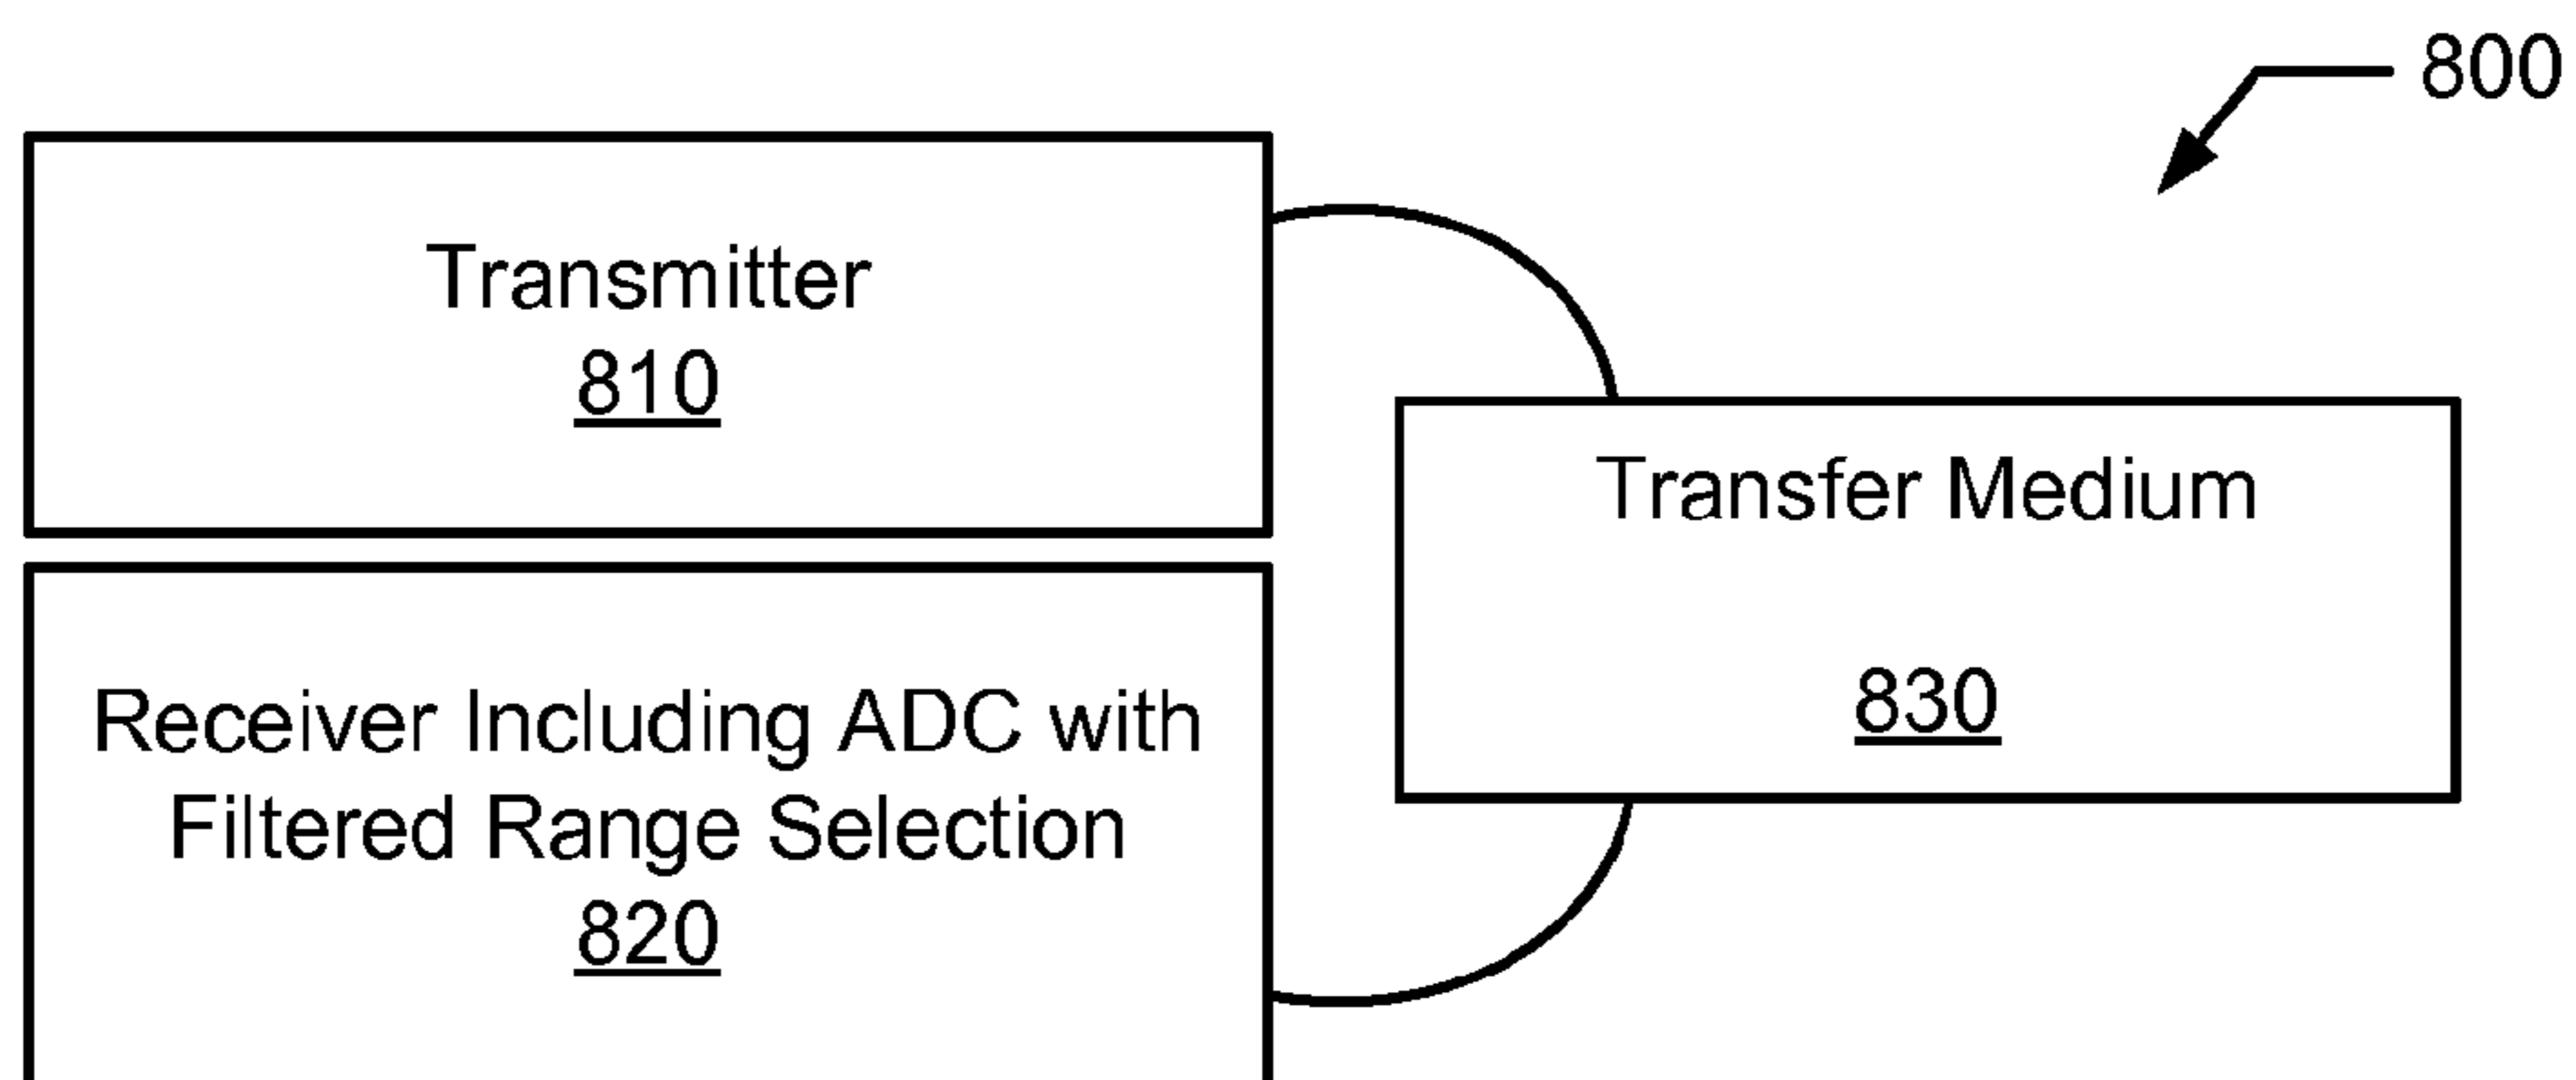 800
Transmitter
810
Transfer Medium
830
Receiver Including ADC with
Filtered Range Selection
820